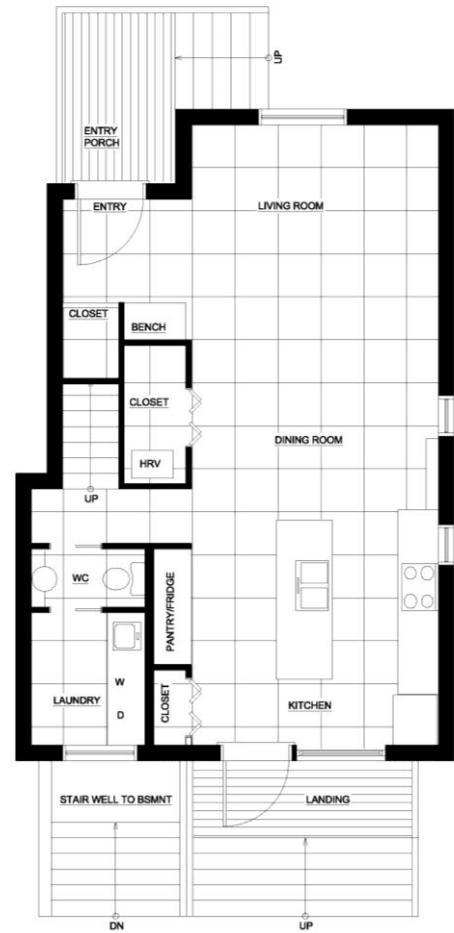 UP
ENTRY
PORCH
ENTRY
LIVING ROOM
CLOSET
BENCH
CLOSET
DINING ROOM
HRV
UP
WC
PANTRY/FRIDGE
W
LAUNDRY
D
CLOSET
KITCHEN
STAIR WELL TO BSMNT
LANDING
DN
UP